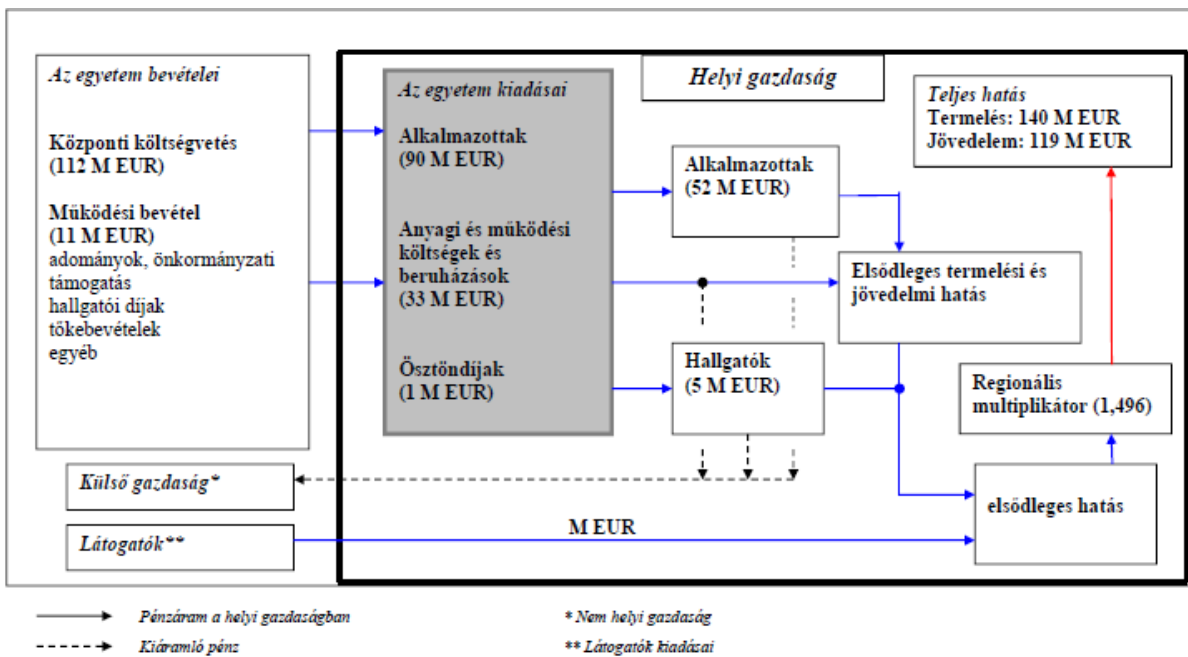 Az egyetem bevételei
Központi költségvetés
(112 M EUR)
Működési bevétel
(11 M EUR)
adományok, önkormányzati
támogatás
hallgatói díjak
tőkebevételek
egyéb
Külső gazdaság*
Látogatók**
Az egyetem kiadásai
Alkalmazottak
(90 M EUR)
Anyagi és működési
költségek és
beruházások
(33 M EUR)
Ösztöndíjak
(1 M EUR)
Helyi gazdaság
Alkalmazottak
(52 M EUR)
Hallgatók
(5 M EUR)
M EUR
Teljes hatás
Termelés: 140 M EUR
Jövedelem: 119 M EUR
Elsődleges termelési és
jövedelmi hatás
Regionális
multiplikátor (1,496)
elsődleges hatás
Pénzáram a helyi gazdaságban
* Nem helyi gazdaság
Kiáramló pénz
** Látogatók kiadásai